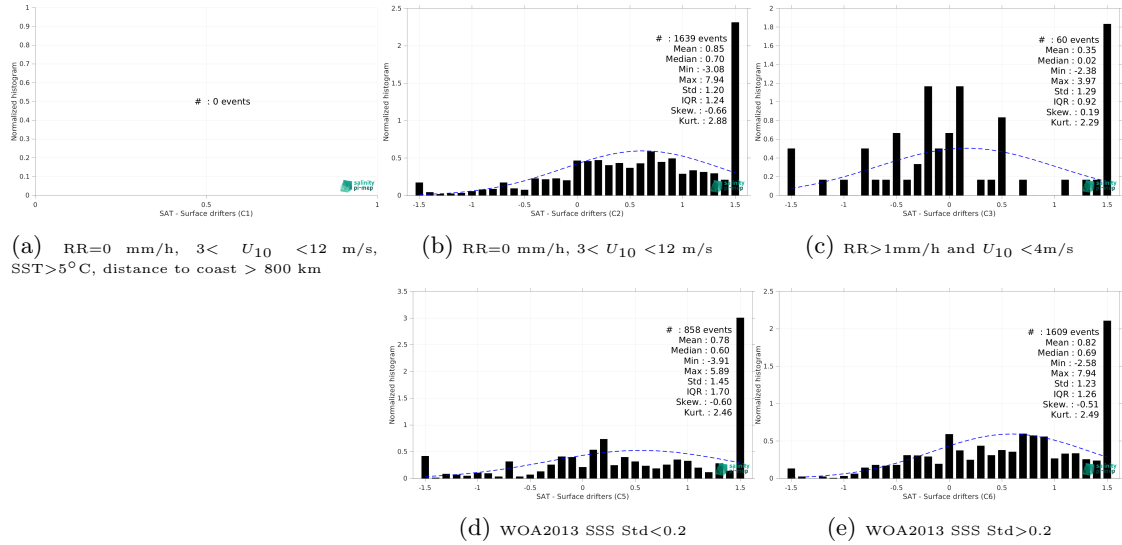 1
0.9
0.8
0.7
0.6
0.5
0.4
0.3
0.2
0.1
0
Normalized histogram
# : 0 events
salinity
pi-mep
0 0.5 1
SAT - Surface drifters (C1)
(a) RR=0 mm/h, 3< U10 <12 m/s,
SST>5°C, distance to coast > 800 km
2.5
2
1.5
1
0.5
0
Normalized histogram
# : 1639 events
Mean : 0.85
Median : 0.70
Min : -3.08
Max : 7.94
Std : 1.20
IQR : 1.24
Skew. : -0.66
Kurt. : 2.88
salinity
pi-mep
-1.5 -1 -0.5 0 0.5 1 1.5
SAT - Surface drifters (C2)
(b) RR=0 mm/h, 3< U10 <12 m/s
2
1.8
1.6
1.4
1.2
1
0.8
0.6
0.4
0.2
0
Normalized histogram
# : 60 events
Mean : 0.35
Median : 0.02
Min : -2.38
Max : 3.97
Std : 1.29
IQR : 0.92
Skew. : 0.19
Kurt. : 2.29
salinity
pi-mep
-1.5 -1 -0.5 0 0.5 1 1.5
SAT - Surface drifters (C3)
(c) RR>1mm/h and U10 <4m/s
3.5
3
2.5
2
1.5
1
0.5
0
Normalized histogram
# : 858 events
Mean : 0.78
Median : 0.60
Min : -3.91
Max : 5.89
Std : 1.45
IQR : 1.70
Skew. : -0.60
Kurt. : 2.46
salinity
pi-mep
-1.5 -1 -0.5 0 0.5 1 1.5
SAT - Surface drifters (C5)
(d) WOA2013 SSS Std<0.2
2.5
2
1.5
1
0.5
0
Normalized histogram
# : 1609 events
Mean : 0.82
Median : 0.69
Min : -2.58
Max : 7.94
Std : 1.23
IQR : 1.26
Skew. : -0.51
Kurt. : 2.49
salinity
pi-mep
-1.5 -1 -0.5 0 0.5 1 1.5
SAT - Surface drifters (C6)
(e) WOA2013 SSS Std>0.2